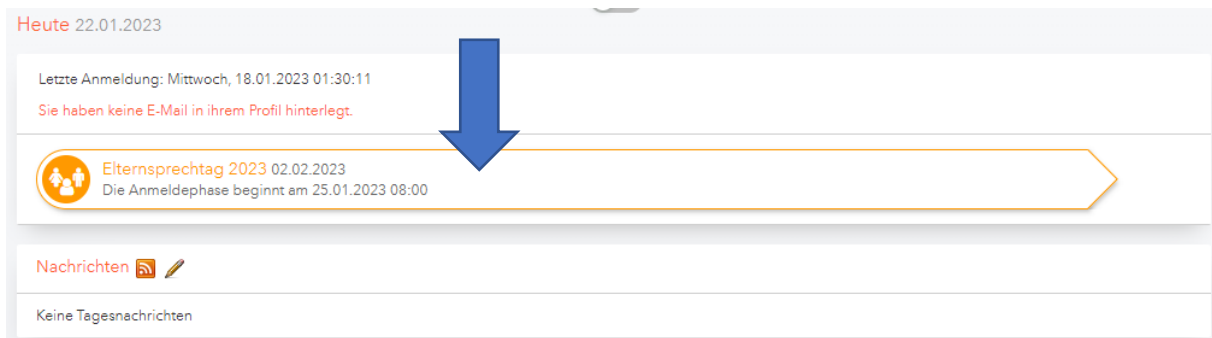 Heute 22.01.2023
Letzte Anmeldung: Mittwoch, 18.01.2023 01:30:11
Sie haben keine E-Mail in ihrem Profil hinterlegt.
Elternsprechtag 2023 02.02.2023
Die Anmeldephase beginnt am 25.01.2023 08:00
Nachrichten
Keine Tagesnachrichten